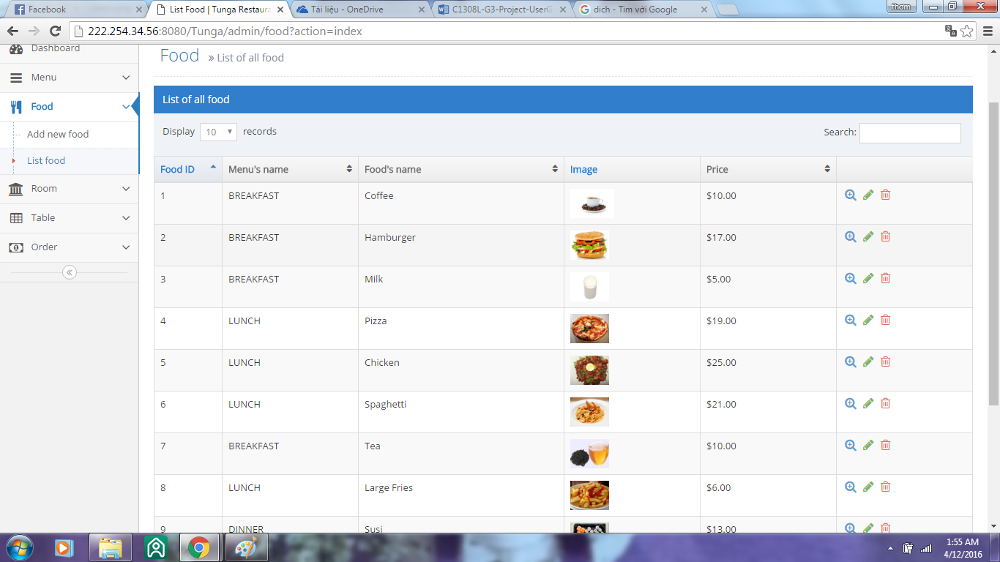 Facebook
List Food | Tunga Restaura
Tài liệu - OneDrive
C1308L-G3-Project-UserG
dich - Tìm với Google
thom
222.254.34.56:8080/Tunga/admin/food?action=index
Dashboard
Menu
Food
Add new food
List food
Room
Table
Order
Food » List of all food
List of all food
Display 10 records
Search:
Food ID Menu's name Food's name Image Price
1 BREAKFAST Coffee $10.00
2 BREAKFAST Hamburger $17.00
3 BREAKFAST Milk $5.00
4 LUNCH Pizza $19.00
5 LUNCH Chicken $25.00
6 LUNCH Spaghetti $21.00
7 BREAKFAST Tea $10.00
8 LUNCH Large Fries $6.00
9 DINNER Susi $13.00
1:55 AM
4/12/2016